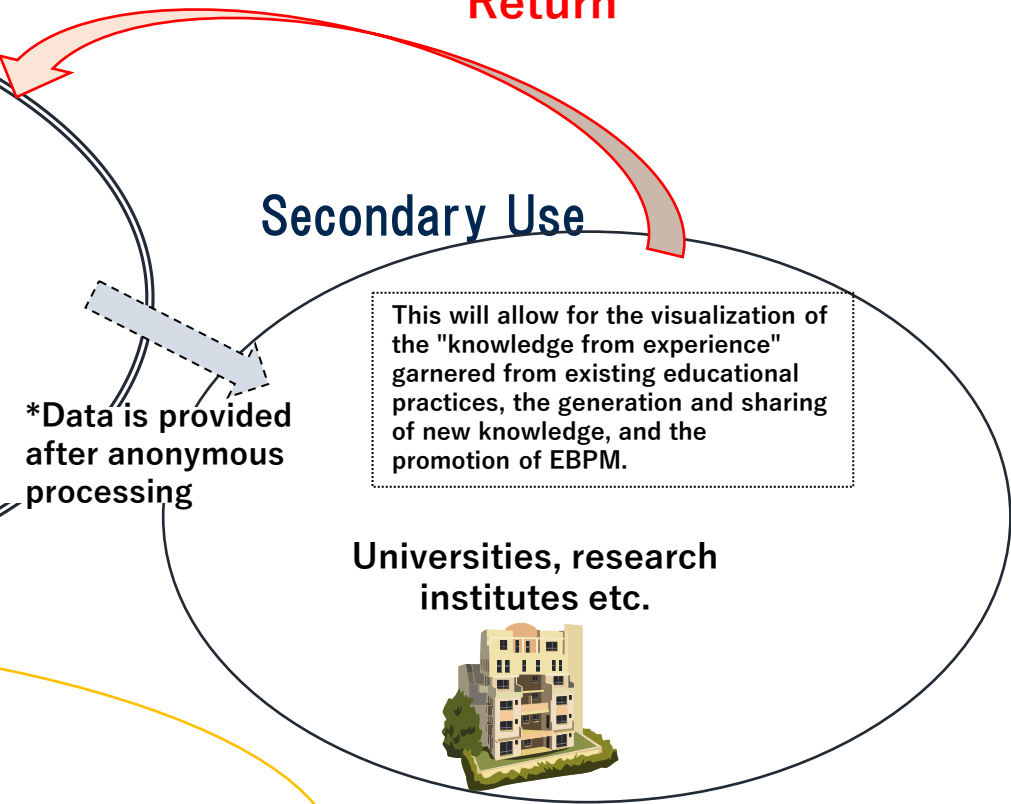 Return
Secondary Use
This will allow for the visualization of
the "knowledge from experience"
garnered from existing educational
practices, the generation and sharing
of new knowledge, and the
promotion of EBPM.
*Data is provided
after anonymous
processing
Universities, research
institutes etc.